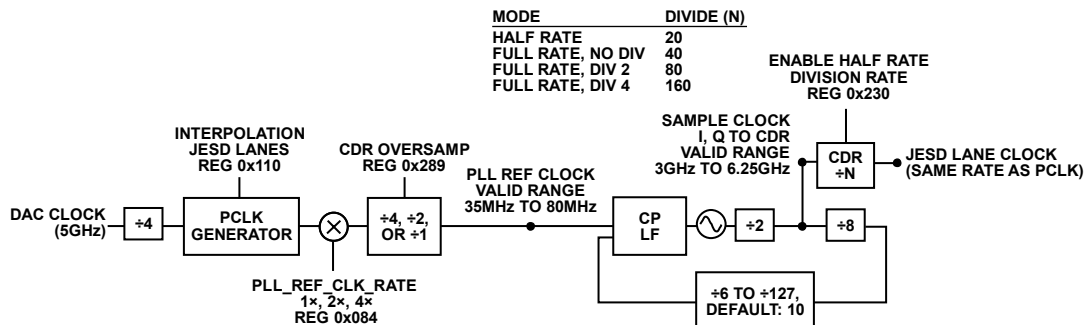 MODE DIVIDE (N)
HALF RATE 20
FULL RATE, NO DIV 40
FULL RATE, DIV 2 80
FULL RATE, DIV 4 160
ENABLE HALF RATE
DIVISION RATE
REG 0x230
INTERPOLATION
JESD LANES
REG 0x110
CDR OVERSAMP
REG 0x289
PLL REF CLOCK
VALID RANGE
35MHz TO 80MHz
SAMPLE CLOCK
I, Q TO CDR
VALID RANGE
3GHz TO 6.25GHz
CDR
÷N
JESD LANE CLOCK
(SAME RATE AS PCLK)
DAC CLOCK
(5GHz)
÷4
PCLK
GENERATOR
÷4, ÷2,
OR ÷1
CP
LF
÷2
÷8
PLL_REF_CLK_RATE
1×, 2×, 4×
REG 0x084
÷6 TO ÷127,
DEFAULT: 10